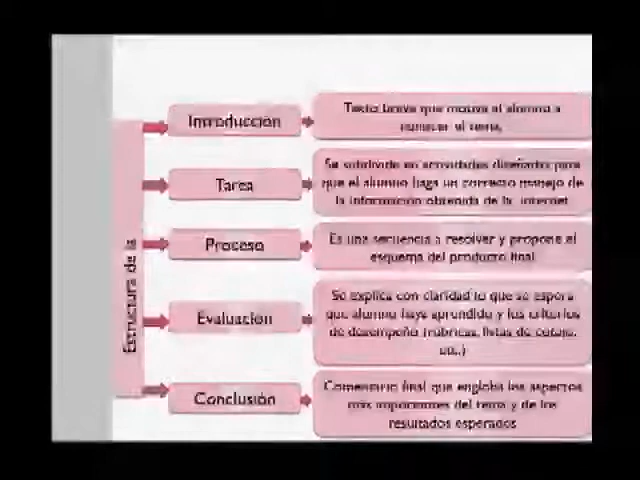 Estructura de la
Introducción
Texto breve que motiva al alumno a
conocer el tema.
Tarea
Se subdivide en actividades diseñadas para
que el alumno haga un correcto manejo de
la información obtenida de la internet
Proceso
Es una secuencia a resolver y propone el
esquema del producto final
Evaluación
Se explica con claridad lo que se espera
que alumno haya aprendido y los criterios
de desempeño (rúbricas, listas de cotejo,
etc.)
Conclusión
Comentario final que engloba los aspectos
más importantes del tema y de los
resultados esperados